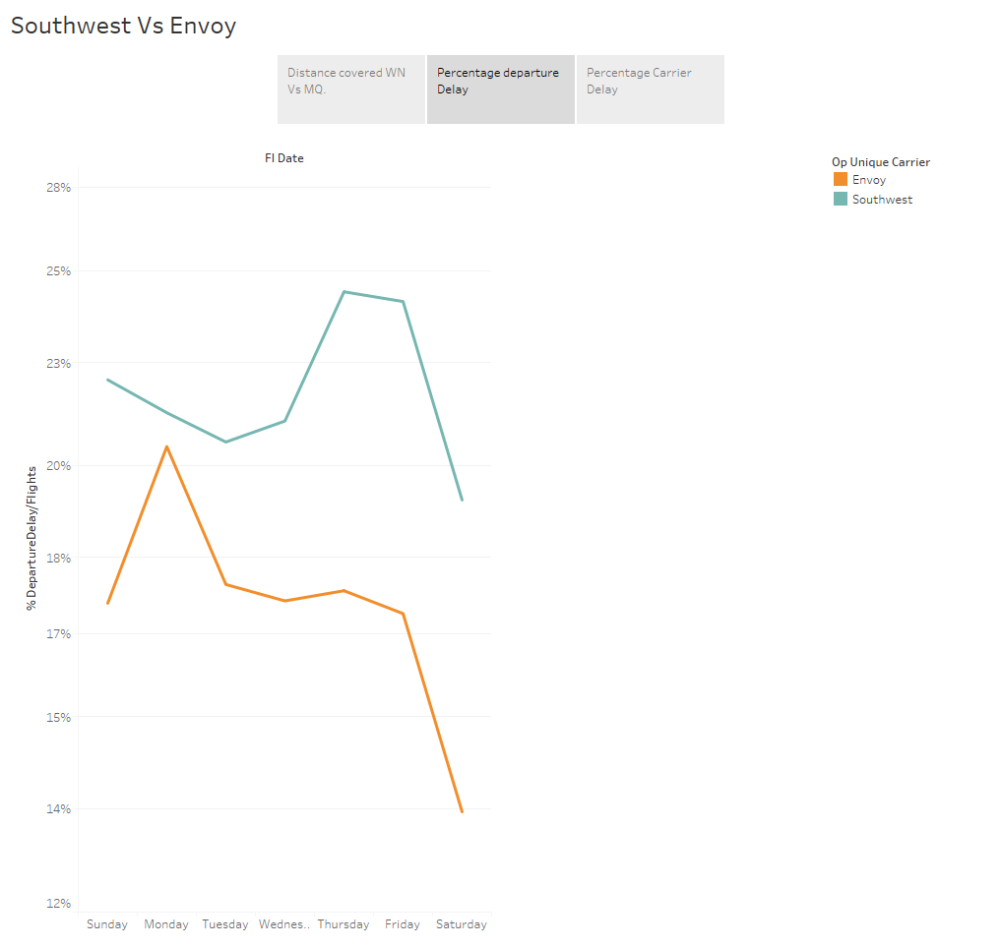 Southwest Vs Envoy
Distance covered WN
Vs MQ.
Percentage departure
Delay
Percentage Carrier
Delay
Fl Date
Op Unique Carrier
Envoy
Southwest
28%
25%
23%
20%
18%
17%
15%
14%
12%
% DepartureDelay/Flights
Sunday Monday Tuesday Wednes.. Thursday Friday Saturday